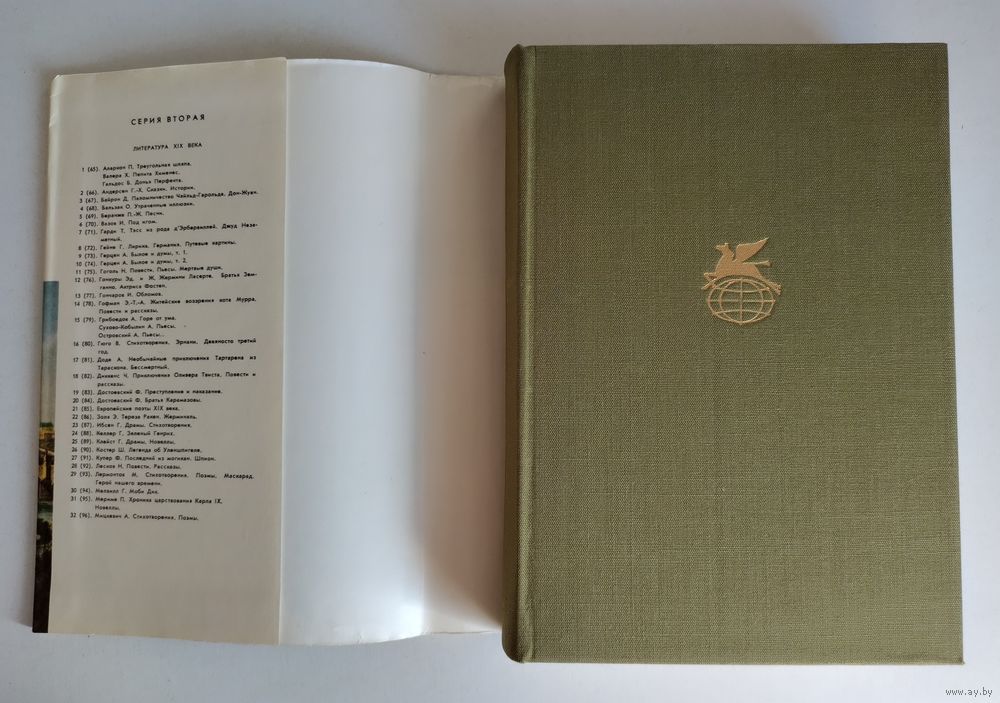 СЕРИЯ ВТОРАЯ
ЛИТЕРАТУРА XIX ВЕКА
1 (65). Аларкон П. Треугольная шляпа.
Валера Х. Пепита Хименес.
Гальдос Б. Донья Перфекта.
2 (66). Андерсен Г.-Х. Сказки. Истории.
3 (67). Байрон Д. Паломничество Чайльд-Гарольда. Дон-Жуан.
4 (68). Бальзак О. Утраченные иллюзии.
5 (69). Беранже П.-Ж. Песни.
6 (70). Вазов И. Под игом.
7 (71). Гарди Т. Тэсс из рода д'Эрбервиллей. Джуд Неза-
метный.
8 (72). Гейне Г. Лирика. Германия. Путевые картины.
9 (73). Герцен А. Былое и думы, т. 1.
10 (74). Герцен А. Былое и думы, т. 2.
11 (75). Гоголь Н. Повести. Пьесы. Мертвые души.
12 (76). Гонкуры Эд. и Ж. Жермини Ласерте. Братья Зем-
ганно. Актриса Фостен.
13 (77). Гончаров И. Обломов.
14 (78). Гофман Э.-Т.-А. Житейские воззрения кота Мурра.
Повести и рассказы.
15 (79). Грибоедов А. Горе от ума.
Сухово-Кобылин А. Пьесы.
Островский А. Пьесы.
16 (80). Гюго В. Стихотворения. Эрнани. Девяносто третий
год.
17 (81). Доде А. Необычайные приключения Тартарена из
Тараскона. Бессмертный.
18 (82). Диккенс Ч. Приключения Оливера Твиста. Повести и
рассказы.
19 (83). Достоевский Ф. Преступление и наказание.
20 (84). Достоевский Ф. Братья Карамазовы.
21 (85). Европейские поэты XIX века.
22 (86). Золя Э. Тереза Ракен. Жерминаль.
23 (87). Ибсен Г. Драмы. Стихотворения.
24 (88). Келлер Г. Зеленый Генрих.
25 (89). Клейст Г. Драмы. Новеллы.
26 (90). Костер Ш. Легенда об Уленшпигеле.
27 (91). Купер Ф. Последний из могикан. Шпион.
28 (92). Лесков Н. Повести. Рассказы.
29 (93). Лермонтов М. Стихотворения. Поэмы. Маскарад.
Герой нашего времени.
30 (94). Мелвилл Г. Моби Дик.
31 (95). Мериме П. Хроника царствования Карла IX.
Новеллы.
32 (96). Мицкевич А. Стихотворения. Поэмы.
www.ay.by